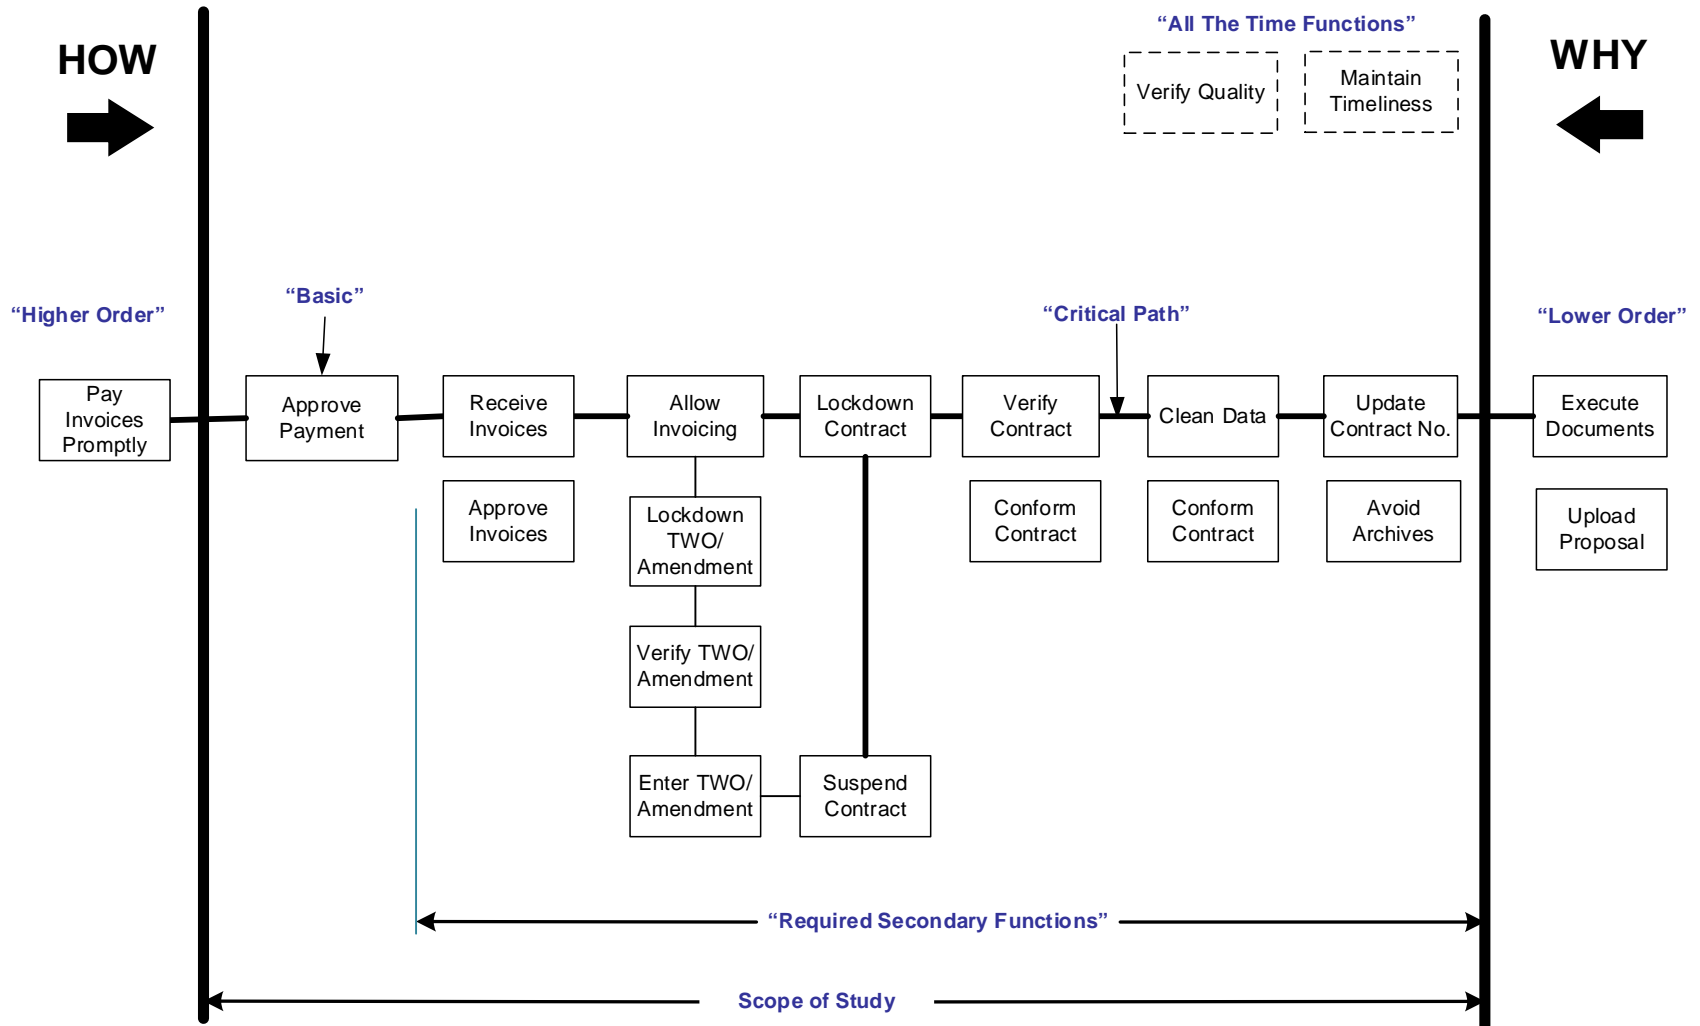 “All The Time Functions”
HOW
WHY
Verify Quality
Maintain
Timeliness
“Higher Order”
“Basic”
“Critical Path”
“Lower Order”
Pay
Invoices
Promptly
Approve
Payment
Receive
Invoices
Allow
Invoicing
Lockdown
Contract
Verify
Contract
Clean Data
Update
Contract No.
Execute
Documents
Approve
Invoices
Lockdown
TWO/
Amendment
Conform
Contract
Conform
Contract
Avoid
Archives
Upload
Proposal
Verify TWO/
Amendment
Enter TWO/
Amendment
Suspend
Contract
“Required Secondary Functions”
Scope of Study